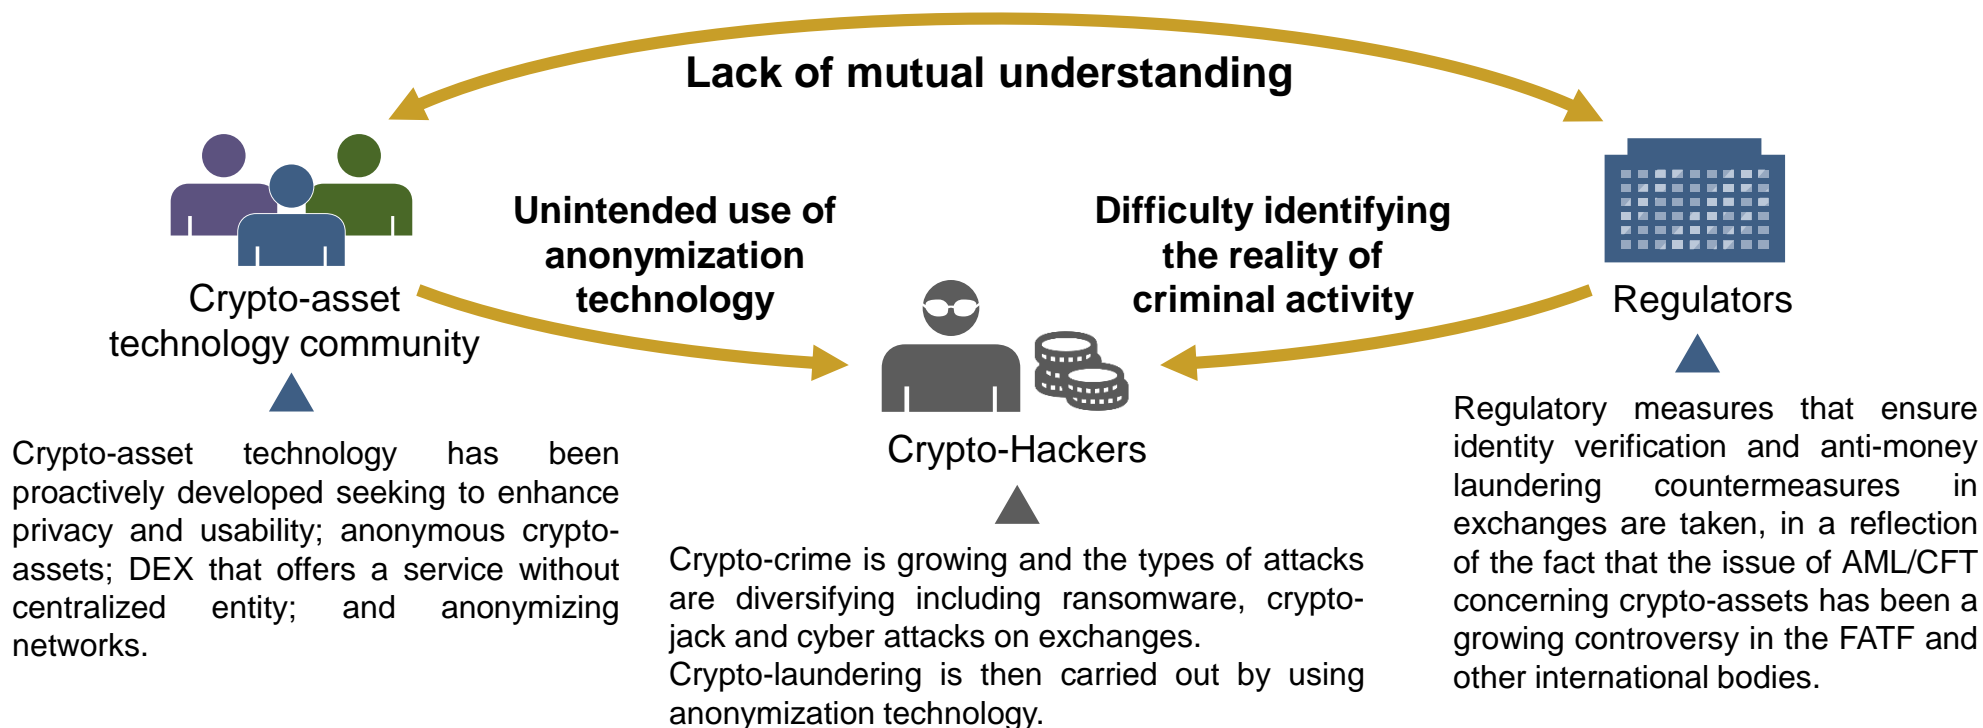 Lack of mutual understanding
Unintended use of
anonymization
technology
Difficulty identifying
the reality of
criminal activity
Crypto-asset
technology community
Regulators
Crypto-Hackers
Crypto-asset technology has been
proactively developed seeking to enhance
privacy and usability; anonymous crypto-
assets; DEX that offers a service without
centralized entity; and anonymizing
networks.
Crypto-crime is growing and the types of attacks
are diversifying including ransomware, crypto-
jack and cyber attacks on exchanges.
Crypto-laundering is then carried out by using
anonymization technology.
Regulatory measures that ensure
identity verification and anti-money
laundering countermeasures in
exchanges are taken, in a reflection
of the fact that the issue of AML/CFT
concerning crypto-assets has been a
growing controversy in the FATF and
other international bodies.